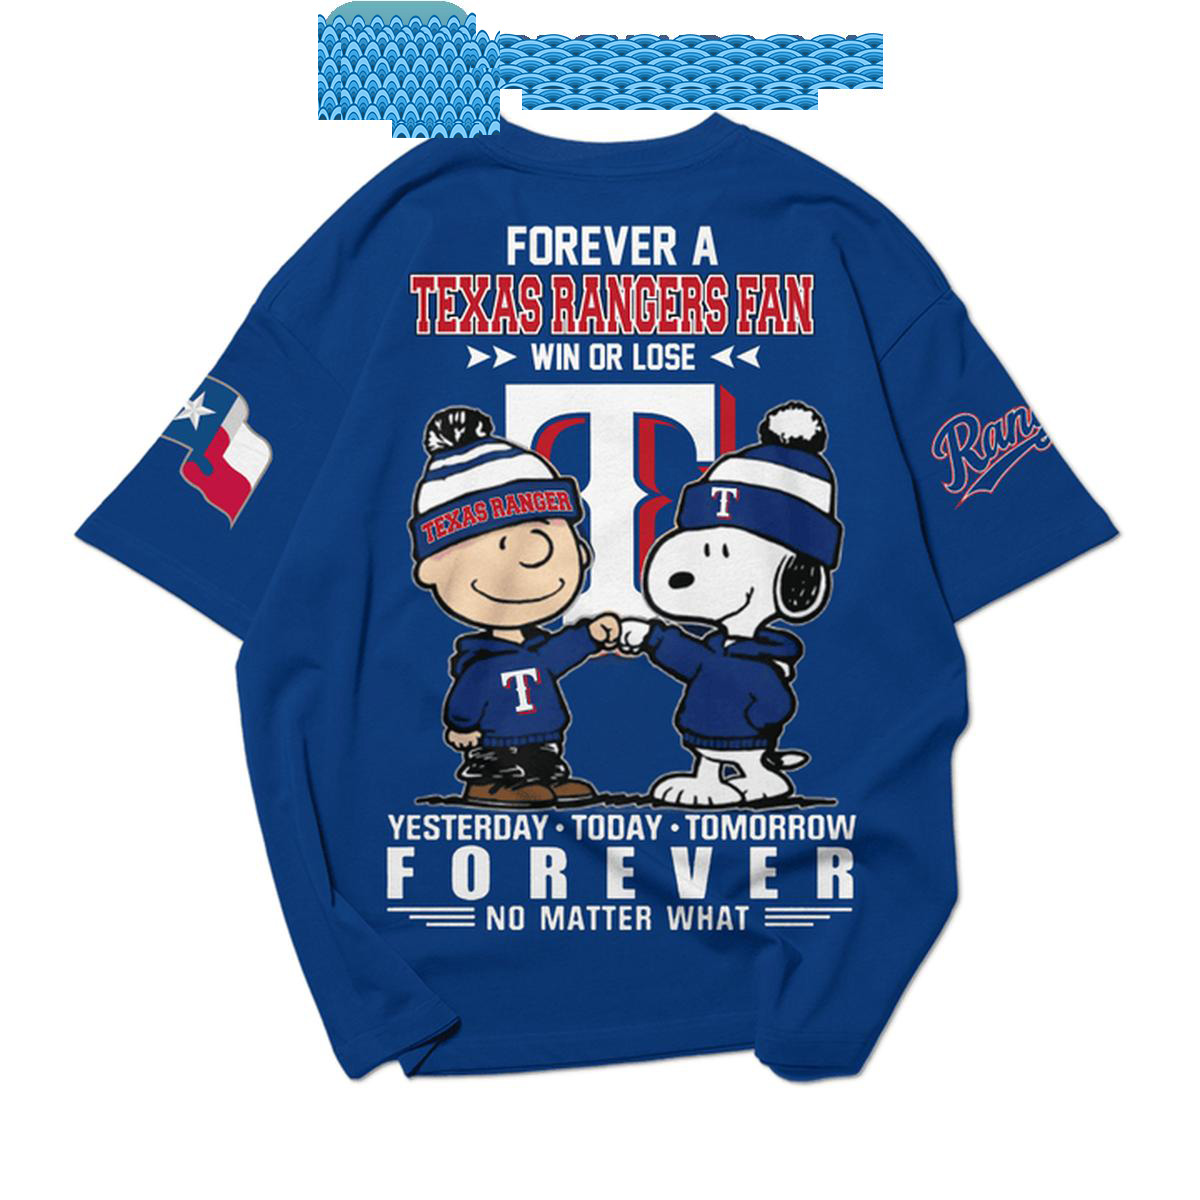 FOREVER A
TEXAS RANGERS FAN
WIN OR LOSE
T
TEXAS RANGER
T
T
YESTERDAY • TODAY • TOMORROW
FOREVER
NO MATTER WHAT